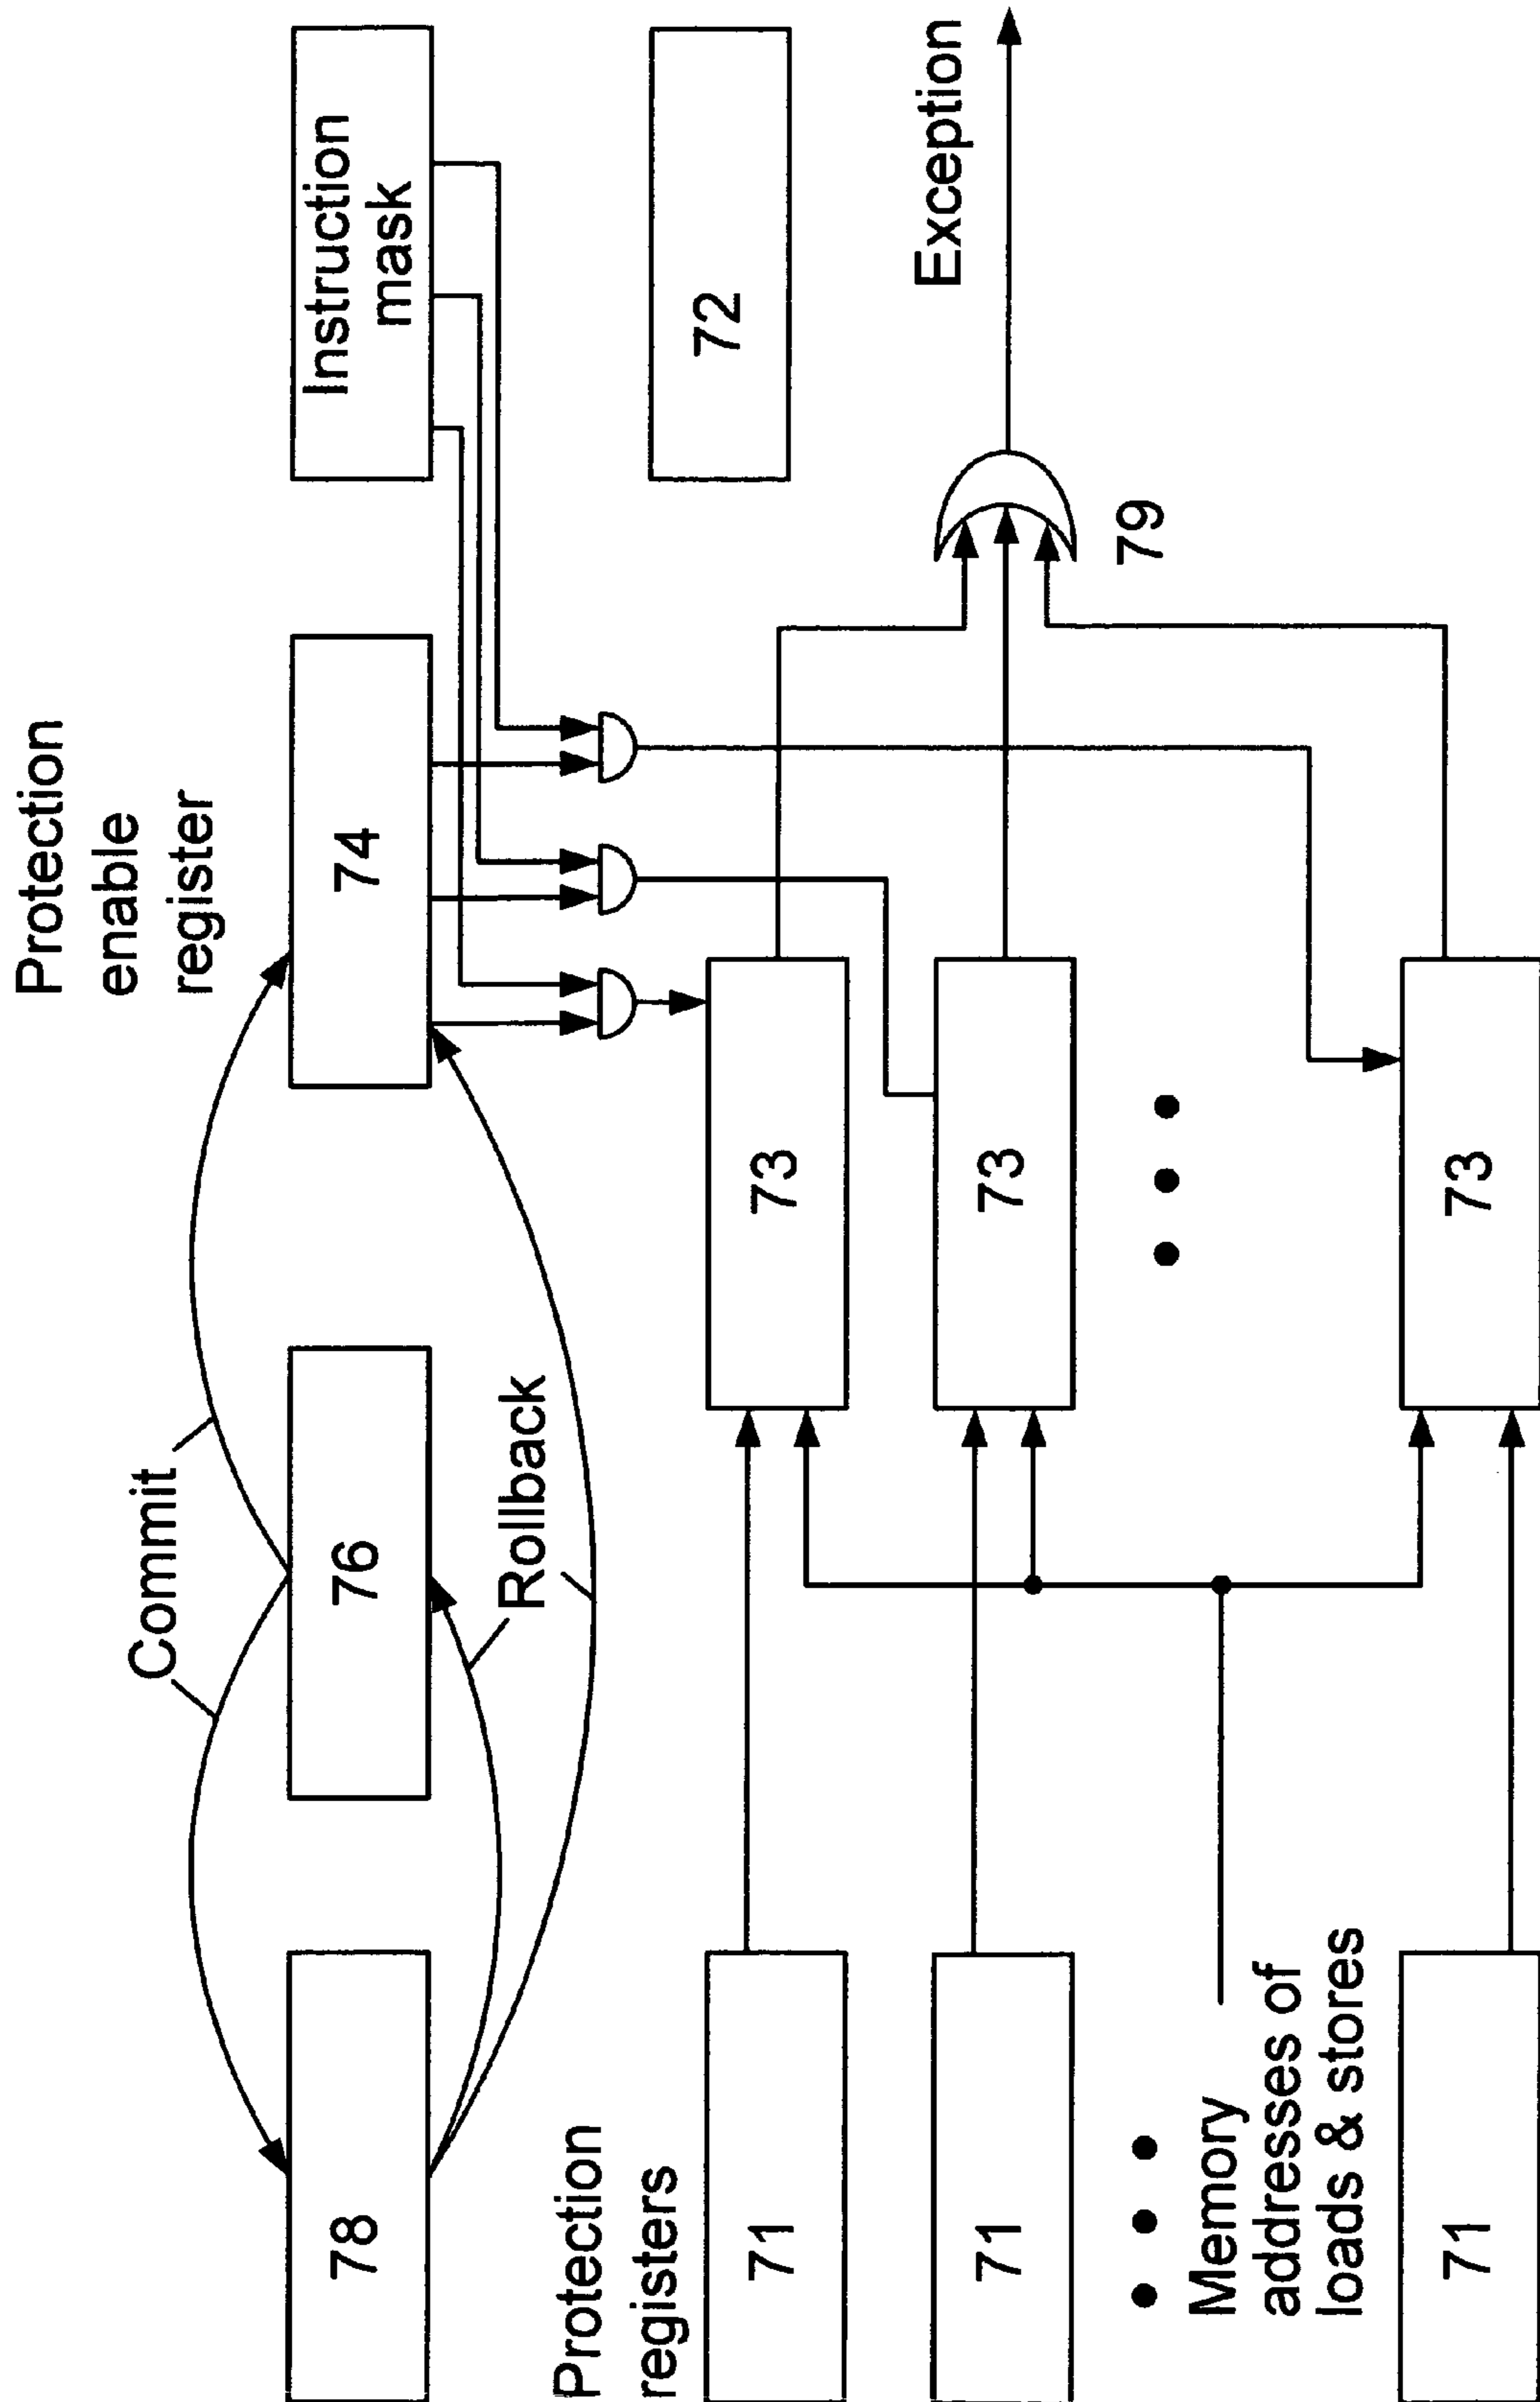 Protection
enable
register
Commit
Instruction
mask
78
76
74
Rollback
Protection
registers
72
71
73
Exception
71
73
79
73
Memory
addresses of
loads & stores
71